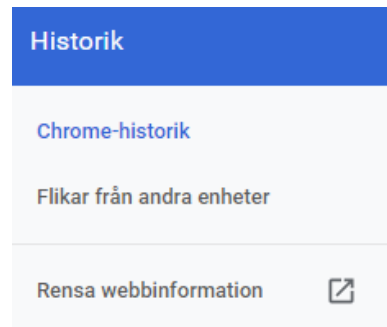 Historik
Chrome-historik
Flikar från andra enheter
Rensa webbinformation